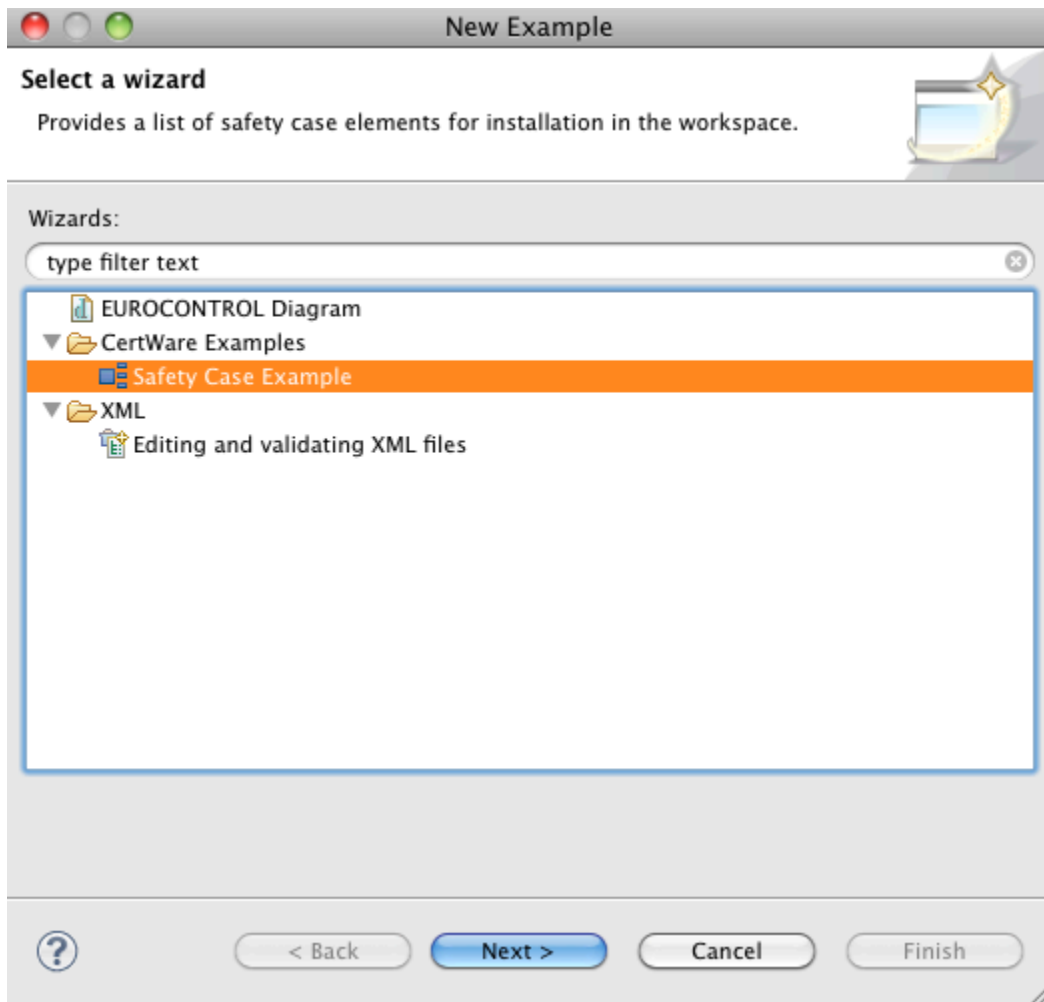 New Example
Select a wizard
Provides a list of safety case elements for installation in the workspace.
Wizards:
type filter text
EUROCONTROL Diagram
CertWare Examples
Safety Case Example
XML
Editing and validating XML files
?
< Back
Next >
Cancel
Finish